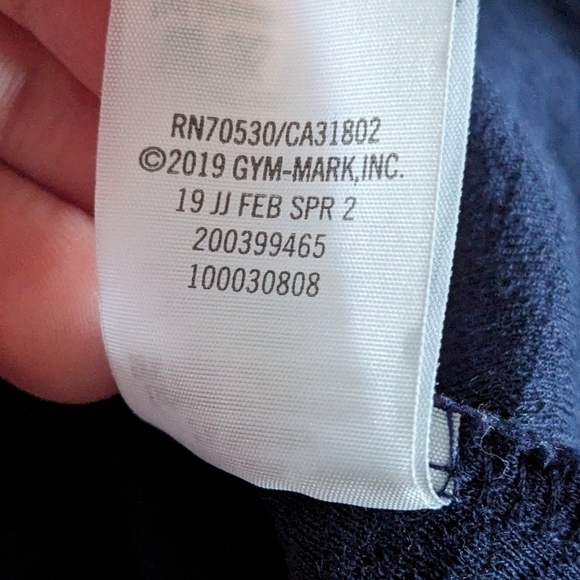 RN70530/CA31802
©2019 GYM-MARK,INC.
19 JJ FEB SPR 2
200399465
100030808